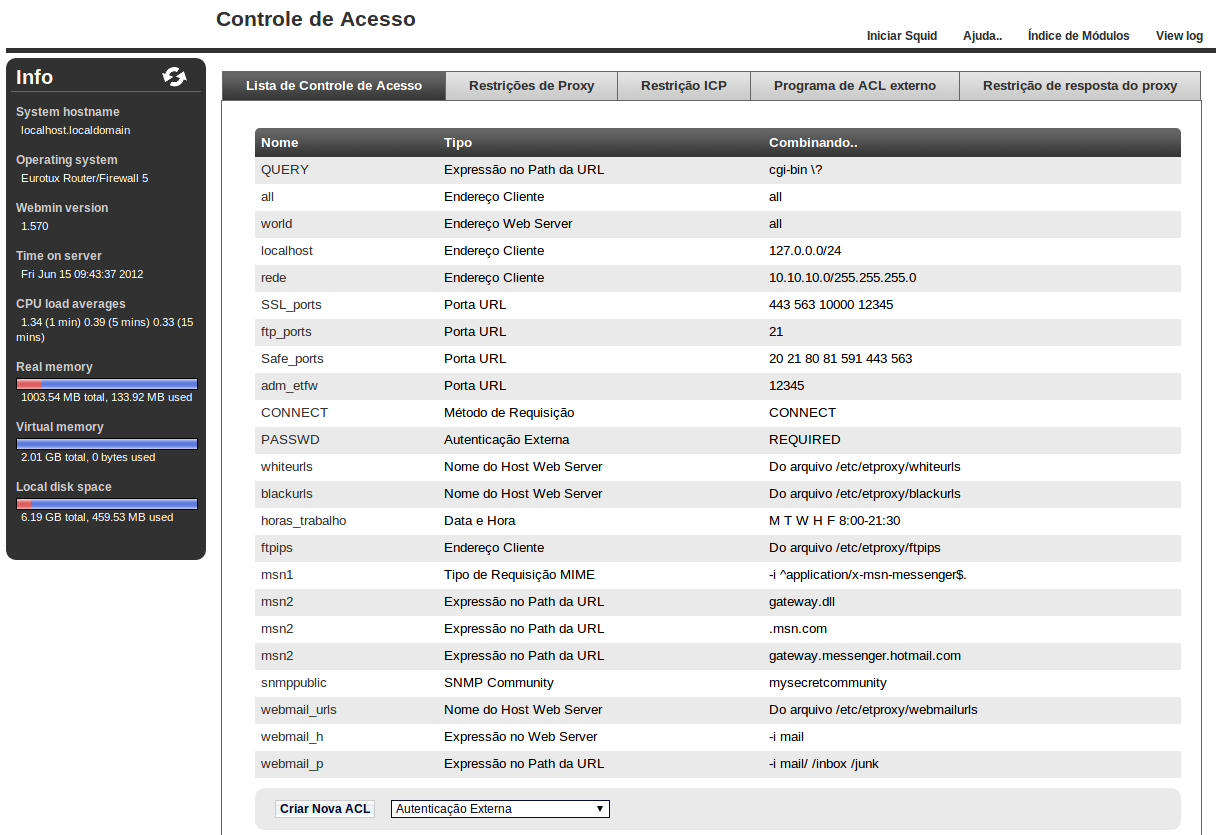 Controle de Acesso
Iniciar Squid Ajuda.. Índice de Módulos View log
Info
System hostname
localhost.localdomain
Operating system
Eurotux Router/Firewall 5
Webmin version
1.570
Time on server
Fri Jun 15 09:43:37 2012
CPU load averages
1.34 (1 min) 0.39 (5 mins) 0.33 (15
mins)
Real memory
1003.54 MB total, 133.92 MB used
Virtual memory
2.01 GB total, 0 bytes used
Local disk space
6.19 GB total, 459.53 MB used
Lista de Controle de Acesso Restrições de Proxy Restrição ICP Programa de ACL externo Restrição de resposta do proxy
Nome Tipo Combinando..
QUERY Expressão no Path da URL cgi-bin \?
all Endereço Cliente all
world Endereço Web Server all
localhost Endereço Cliente 127.0.0.0/24
rede Endereço Cliente 10.10.10.0/255.255.255.0
SSL_ports Porta URL 443 563 10000 12345
ftp_ports Porta URL 21
Safe_ports Porta URL 20 21 80 81 591 443 563
adm_etfw Porta URL 12345
CONNECT Método de Requisição CONNECT
PASSWD Autenticação Externa REQUIRED
whiteurls Nome do Host Web Server Do arquivo /etc/etproxy/whiteurls
blackurls Nome do Host Web Server Do arquivo /etc/etproxy/blackurls
horas_trabalho Data e Hora M T W H F 8:00-21:30
ftpips Endereço Cliente Do arquivo /etc/etproxy/ftpips
msn1 Tipo de Requisição MIME -i ^application/x-msn-messenger$.
msn2 Expressão no Path da URL gateway.dll
msn2 Expressão no Path da URL .msn.com
msn2 Expressão no Path da URL gateway.messenger.hotmail.com
snmppublic SNMP Community mysecretcommunity
webmail_urls Nome do Host Web Server Do arquivo /etc/etproxy/webmailurls
webmail_h Expressão no Web Server -i mail
webmail_p Expressão no Path da URL -i mail/ /inbox /junk
Criar Nova ACL Autenticação Externa